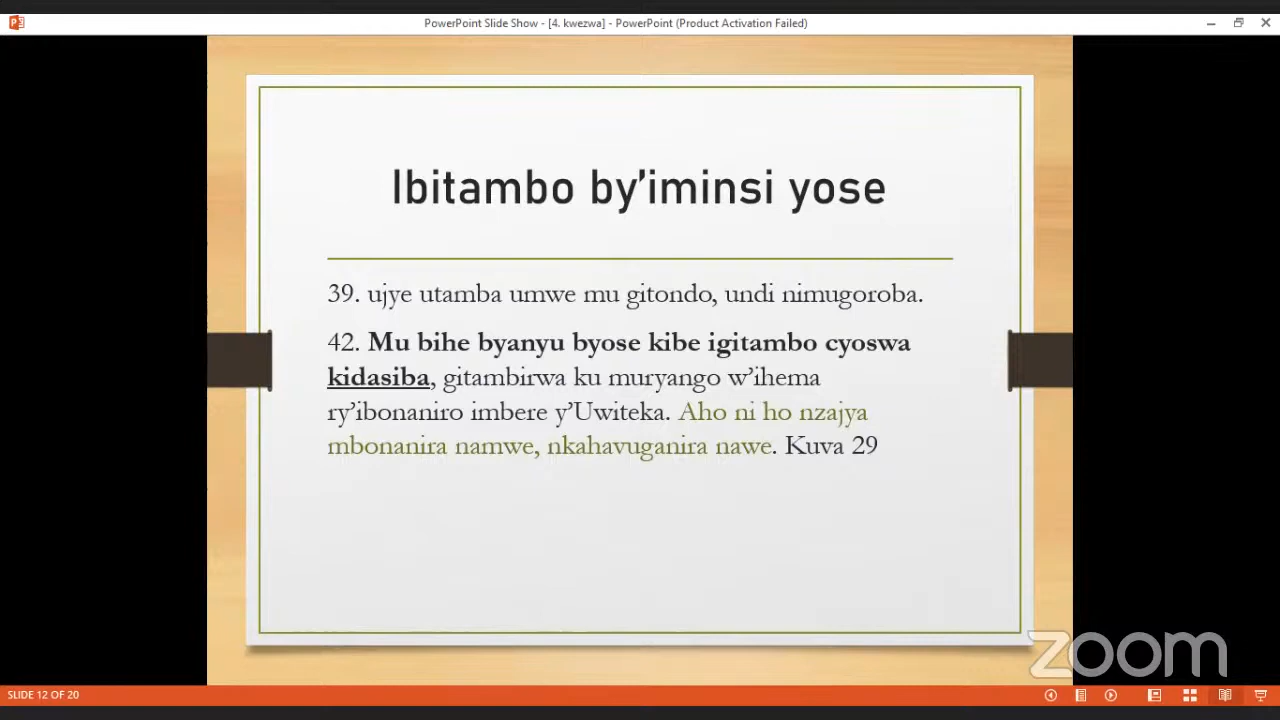 PowerPoint Slide Show - [4. kwezwa] - PowerPoint (Product Activation Failed)
Ibitambo by'iminsi yose
39. ujye utamba umwe mu gitondo, undi nimugoroba.
42. Mu bihe byanyu byose kibe igitambo cyoswa
kidasiba, gitambirwa ku muryango w’ihema
ry’ibonaniro imbere y’Uwiteka. Aho ni ho nzajya
mbonanira namwe, nkahavuganira nawe. Kuva 29
zoom
SLIDE 12 OF 20